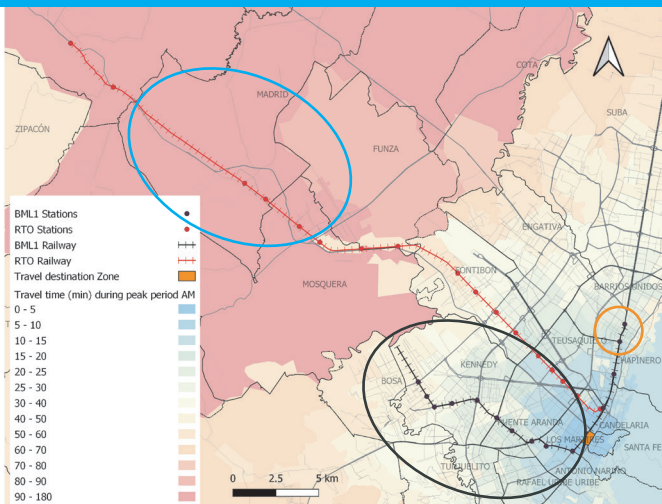 COTA
MADRID
SUBA
ZIPACÓN
FUNZA
BML1 Stations
RTO Stations
BML1 Railway
RTO Railway
Travel destination Zone
Travel time (min) during peak period AM
0 - 5
5 - 10
10 - 15
15 - 20
20 - 25
25 - 30
30 - 40
40 - 50
50 - 60
60 - 70
70 - 80
80 - 90
90 - 180
ENGATIVA
FONTIBON
MOSQUERA
BARRIOS UNIDOS
TEUSAQUILLO
CHAPINERO
KENNEDY
BOSA
PUENTE ARANDA
CANDELARIA
LOS MARTIRES
SANTA FE
TUNJUELITO
ANTONIO NARIÑO
RAFAEL URIBE URIBE
0 2.5 5 km